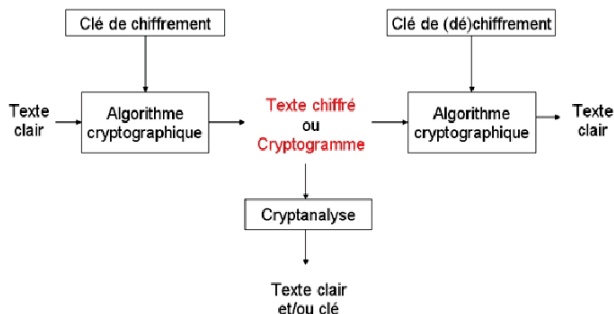 Clé de chiffrement
Clé de (dé)chiffrement
Texte
clair
Algorithme
cryptographique
Texte chiffré
ou
Cryptogramme
Algorithme
cryptographique
Texte
clair
Cryptanalyse
Texte clair
et/ou clé